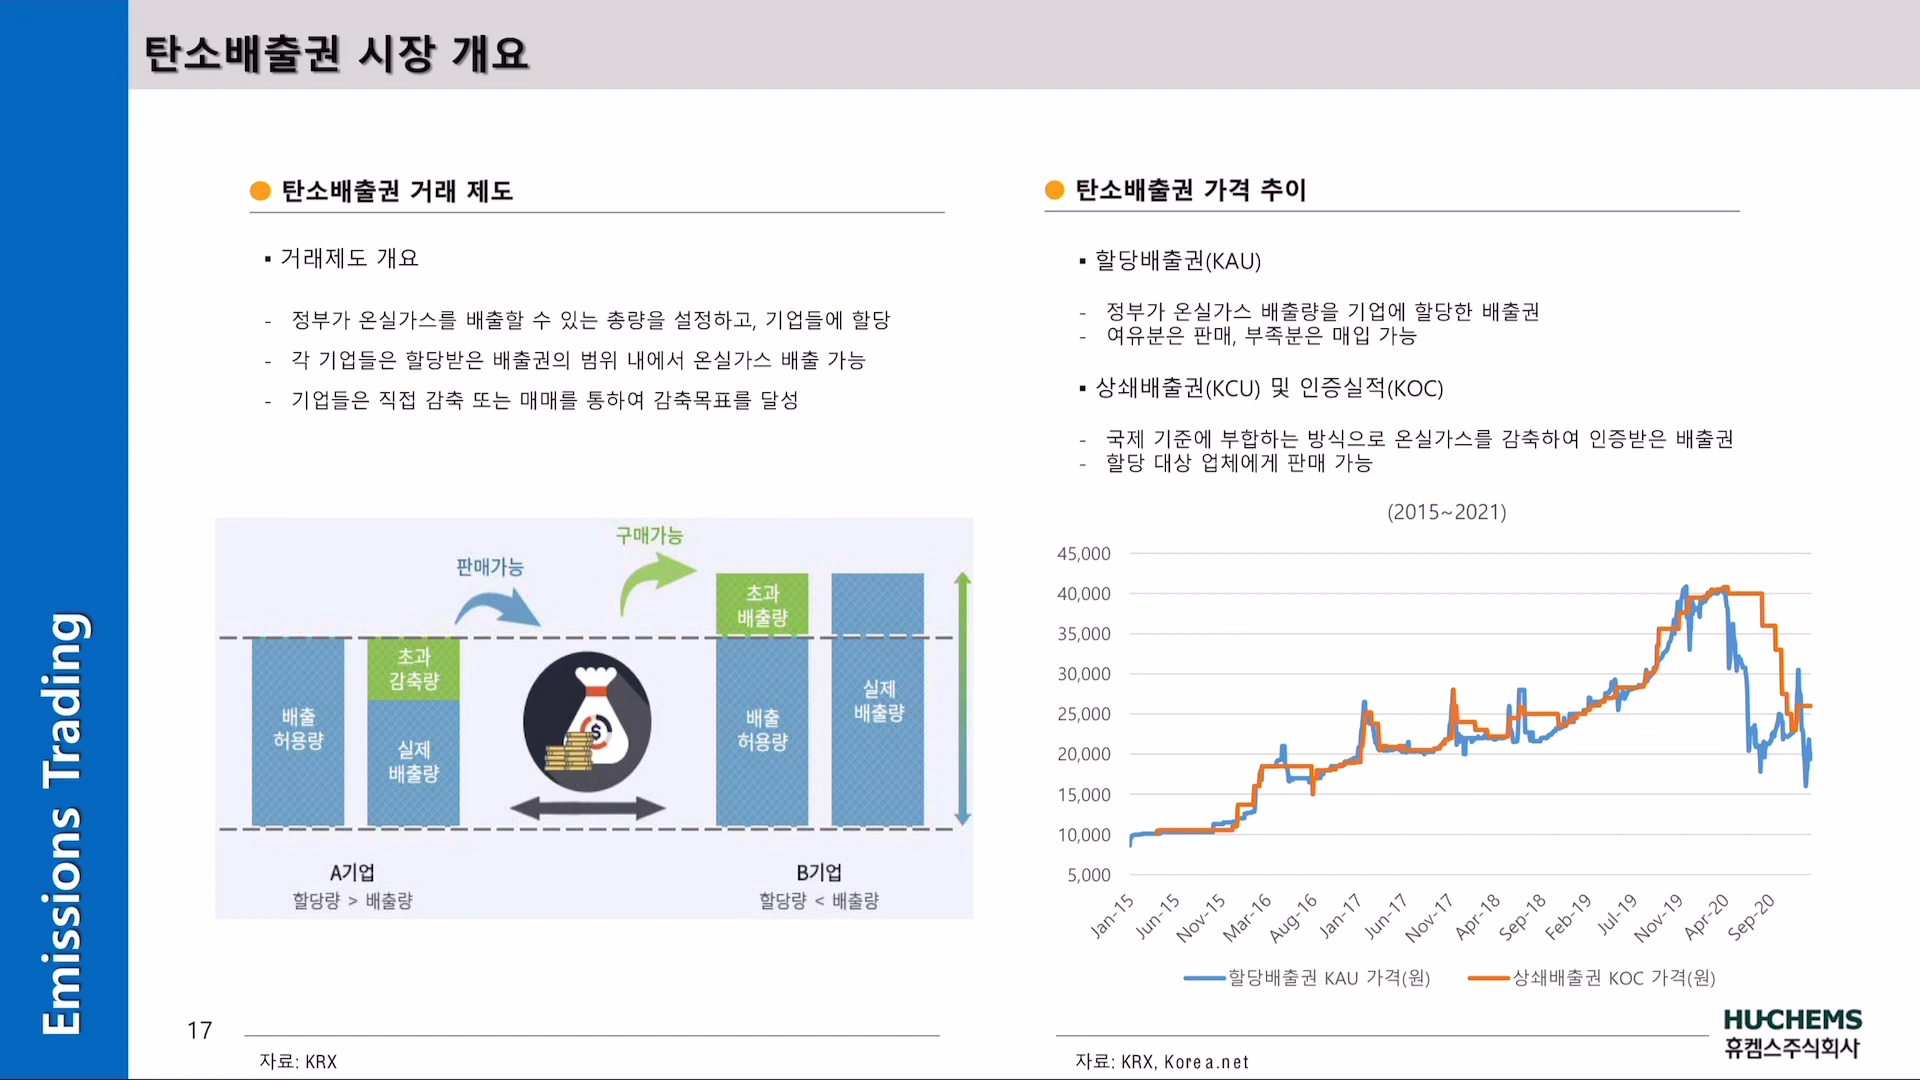 탄소배출권 시장 개요
Emissions Trading
탄소배출권 거래 제도
▪ 거래제도 개요
- 정부가 온실가스를 배출할 수 있는 총량을 설정하고, 기업들에 할당
- 각 기업들은 할당받은 배출권의 범위 내에서 온실가스 배출 가능
- 기업들은 직접 감축 또는 매매를 통하여 감축목표를 달성
판매가능
구매가능
배출
허용량
초과
감축량
실제
배출량
$
초과
배출량
배출
허용량
실제
배출량
A기업
할당량 > 배출량
B기업
할당량 < 배출량
탄소배출권 가격 추이
▪ 할당배출권(KAU)
- 정부가 온실가스 배출량을 기업에 할당한 배출권
- 여유분은 판매, 부족분은 매입 가능
▪ 상쇄배출권(KCU) 및 인증실적(KOC)
- 국제 기준에 부합하는 방식으로 온실가스를 감축하여 인증받은 배출권
- 할당 대상 업체에게 판매 가능
(2015~2021)
45,000
40,000
35,000
30,000
25,000
20,000
15,000
10,000
5,000
Jan-15
Jun-15
Nov-15
Mar-16
Aug-16
Jan-17
Jun-17
Nov-17
Apr-18
Sep-18
Feb-19
Jul-19
Nov-19
Apr-20
Sep-20
할당배출권 KAU 가격(원)
상쇄배출권 KOC 가격(원)
17
자료: KRX
자료: KRX, Korea.net
HUCHEMS
휴켐스주식회사